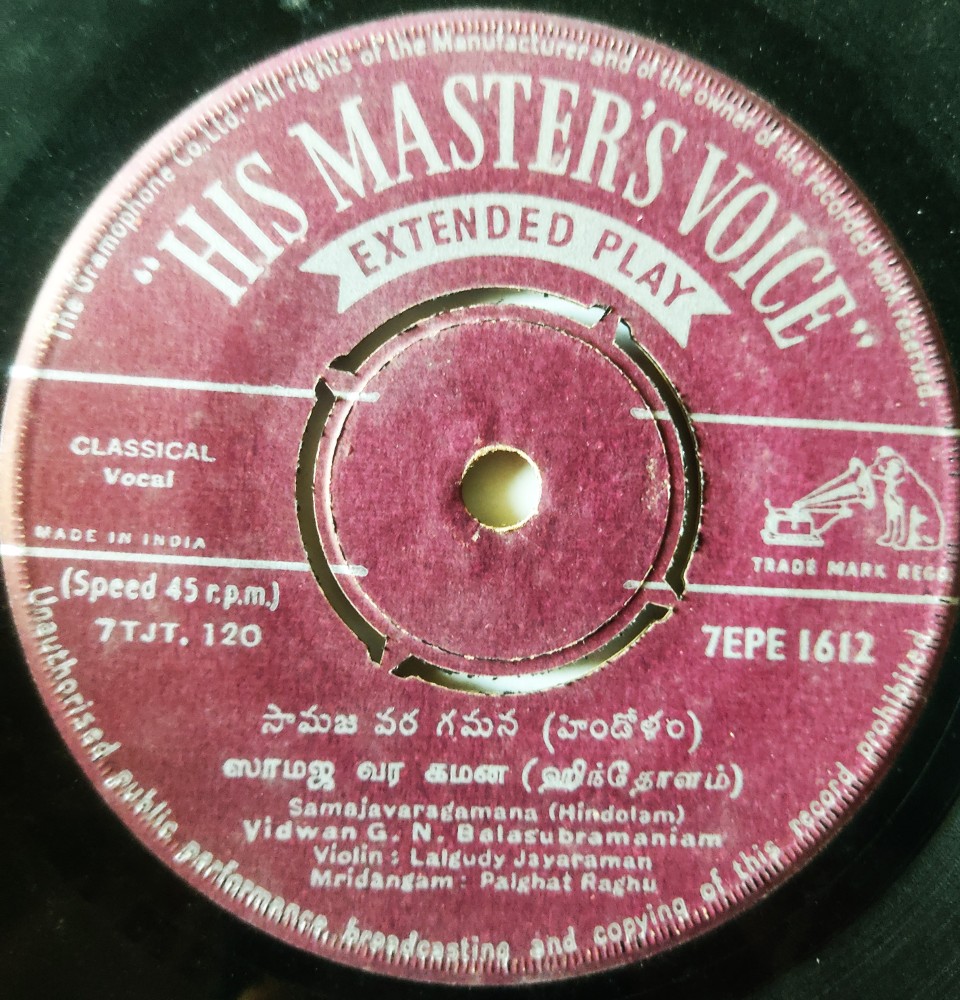 The Gramophone Co., Ltd. All rights of the Manufacturer and of the owner of the recorded work reserved.
"HIS MASTER'S VOICE"
EXTENDED PLAY
CLASSICAL
Vocal
MADE IN INDIA
TRADE MARK REGD
(Speed 45 r.p.m.)
7TJT. 120
7EPE 1612
సామజ వర గమన (హిండోళం)
ஸாமஜ வர கமன (ஹிந்தோளம்)
Samajavaragamana (Hindolam)
Vidwan G. N. Balasubramaniam
Violin : Lalgudy Jayaraman
Mridangam : Palghat Raghu
Unauthorised public performance broadcasting and copying of this record prohibited